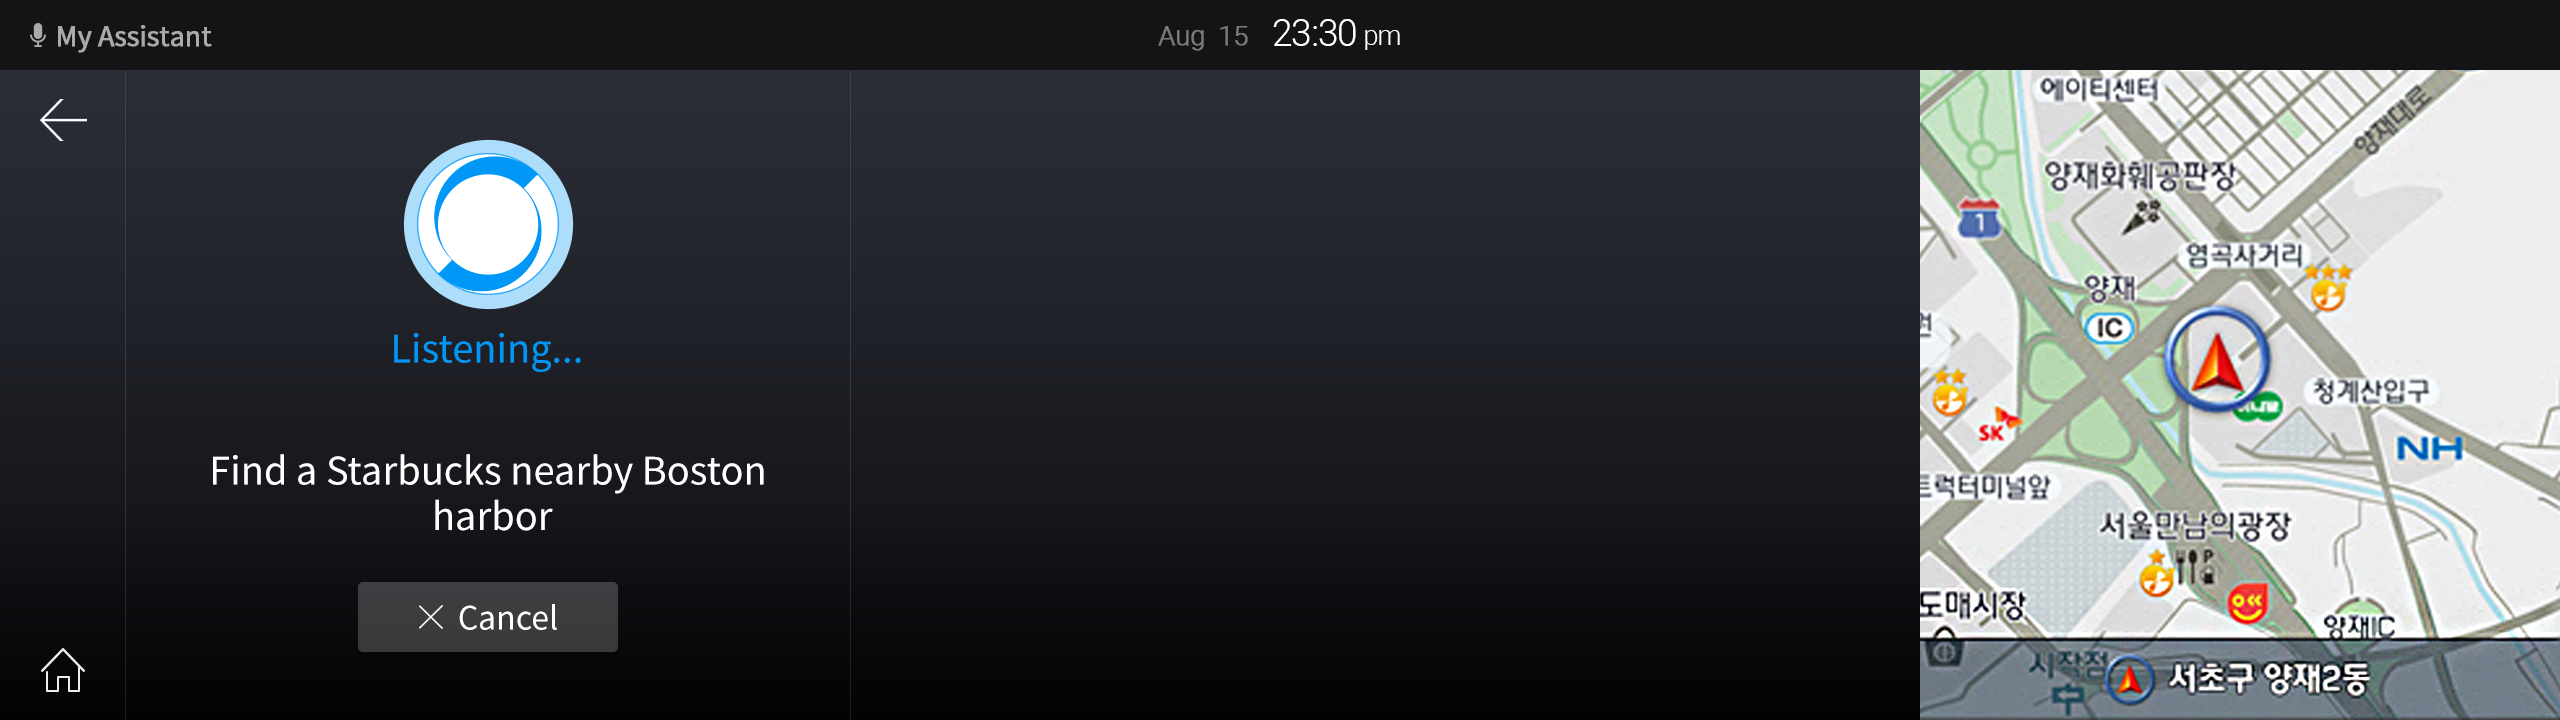 My Assistant
Aug 15 23:30 pm
Listening...
Find a Starbucks nearby Boston
harbor
Cancel
에이티센터
양재대로
양재화훼공판장
1
염곡사거리
양재
IC
청계산입구
SK
NH
트럭터미널앞
서울만남의광장
P
도매시장
양재IC
시작점
서초구 양재2동